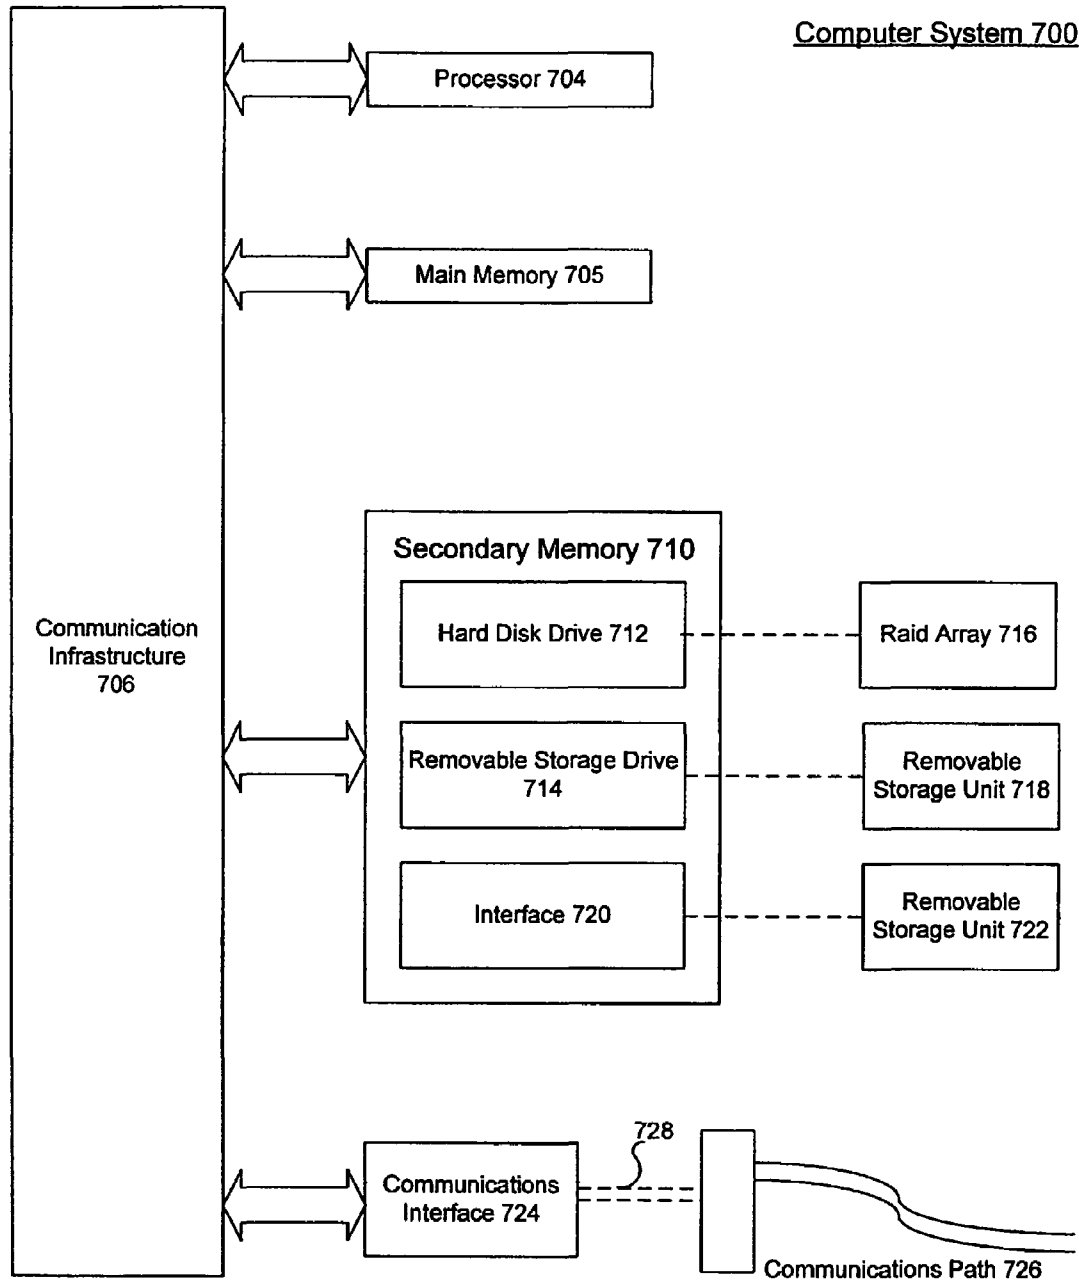 Computer System 700
Processor 704
Main Memory 705
Communication
Infrastructure
706
Secondary Memory 710
Hard Disk Drive 712
Raid Array 716
Removable Storage Drive
714
Removable
Storage Unit 718
Interface 720
Removable
Storage Unit 722
728
Communications
Interface 724
Communications Path 726